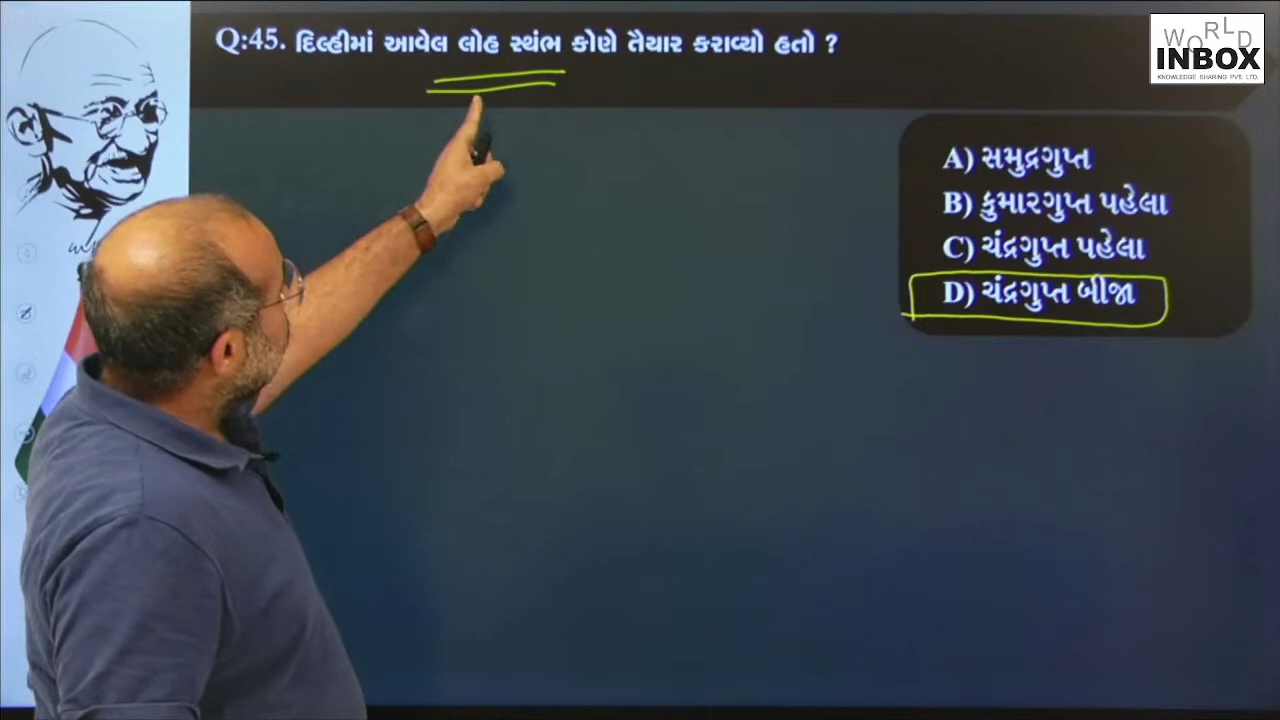 WORLD
INBOX
KNOWLEDGE SHARING PVT. LTD.
Q:45. દિલ્હીમાં આવેલ લોહ સ્થંભ કોણે તૈયાર કરાવ્યો હતો ?
A) સમુદ્રગુપ્ત
B) કુમારગુપ્ત પહેલા
C) ચંદ્રગુપ્ત પહેલા
D) ચંદ્રગુપ્ત બીજા